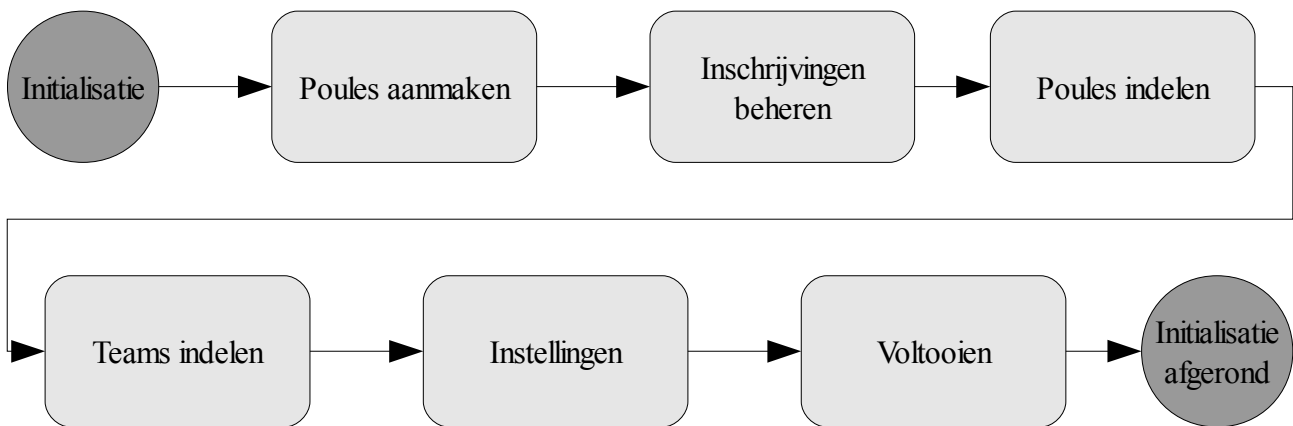 Initialisatie
Poules aanmaken
Inschrijvingen
beheren
Poules indelen
Teams indelen
Instellingen
Voltooien
Initialisatie
afgerond